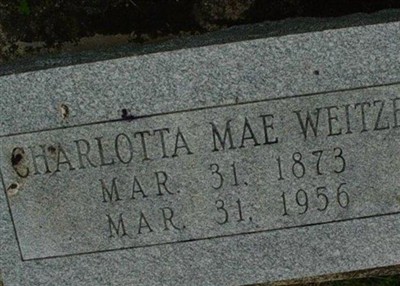 CHARLOTTA MAE WEITZE
MAR. 31. 1873
MAR. 31. 1956